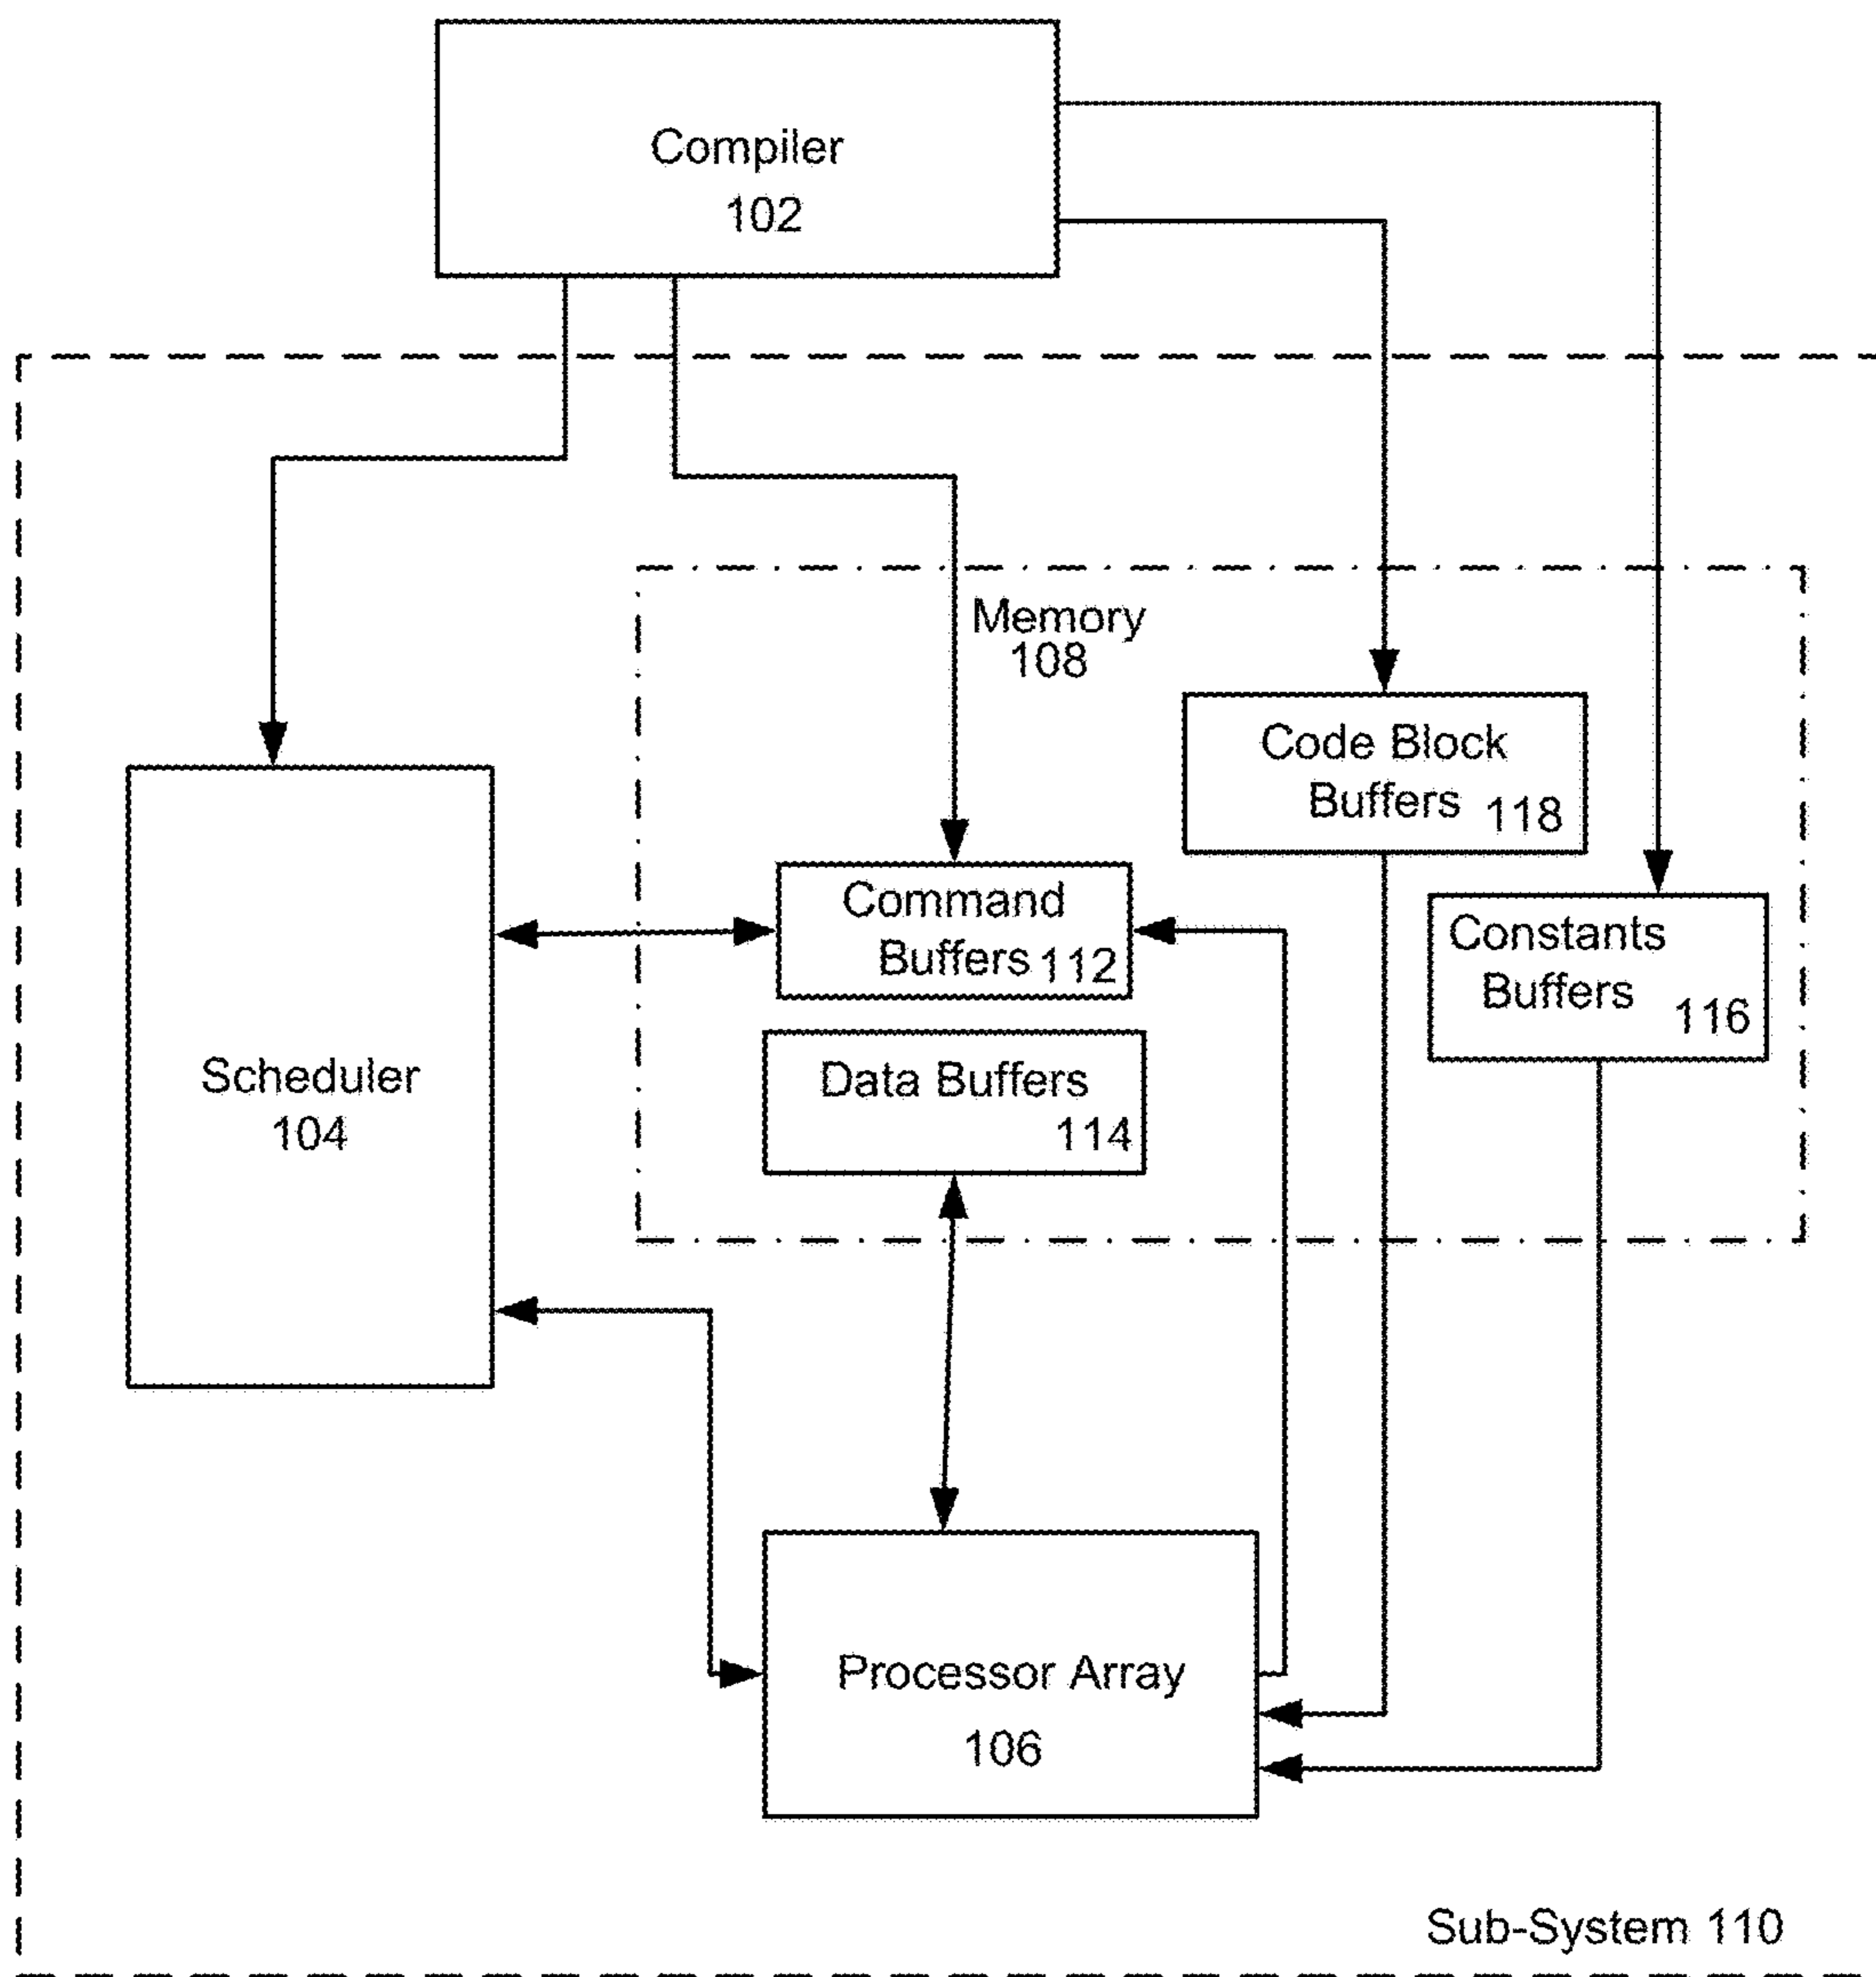 Compiler
102
Memory
108
Code Block
Buffers 118
Command
Buffers 112
Constants
Buffers 116
Data Buffers
114
Scheduler
104
Processor Array
106
Sub-System 110